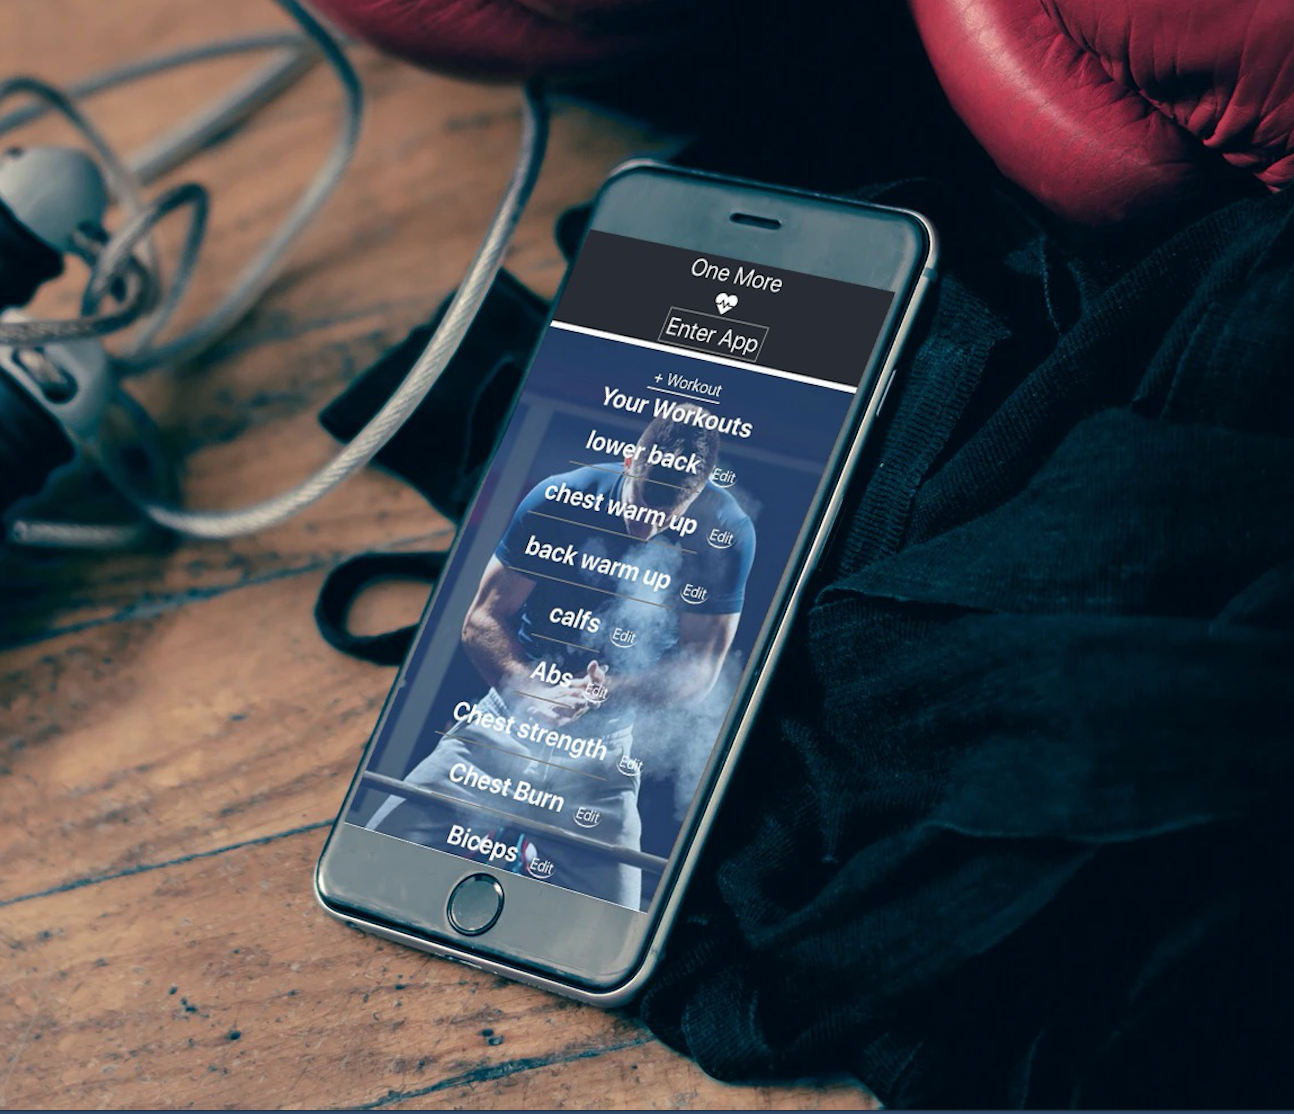 One More
Enter App
+ Workout
Your Workouts
lower back Edit
chest warm up Edit
back warm up Edit
calfs Edit
Abs Edit
Chest strength Edit
Chest Burn Edit
Biceps Edit